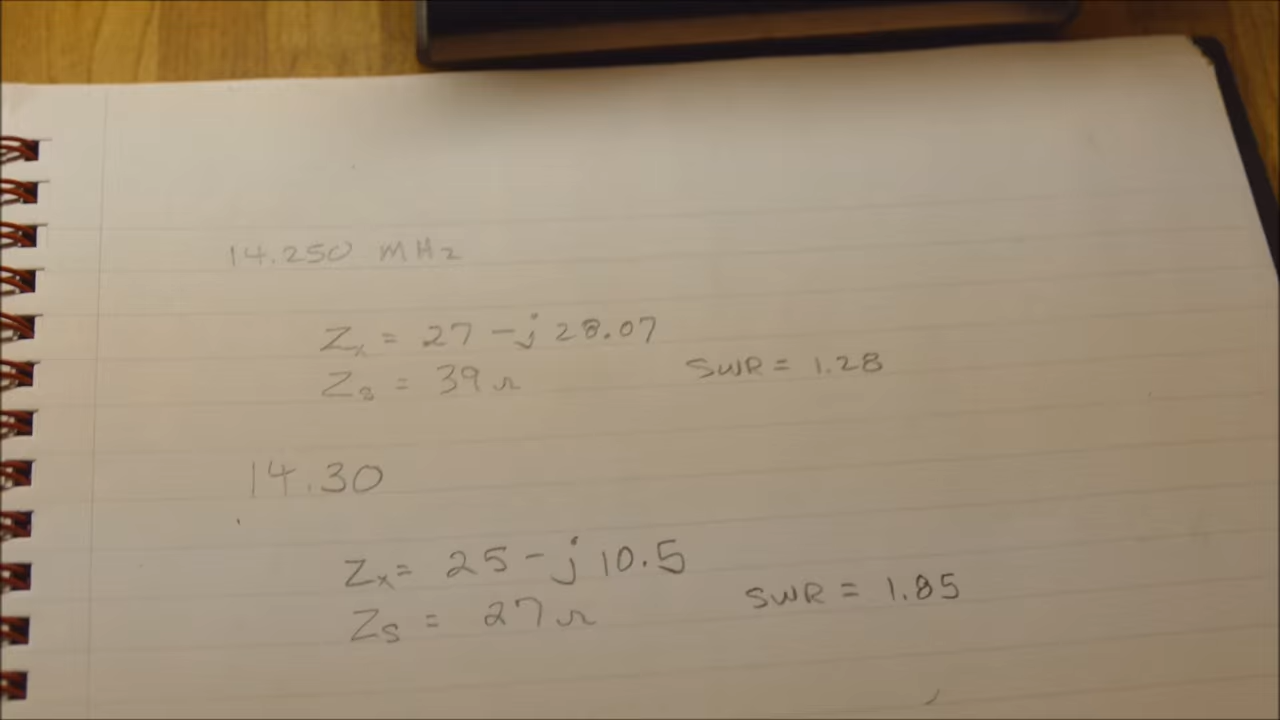 14.250 MHz
Zx = 27 - j 28.07
Zs = 39 Ω
SWR = 1.28
14.30
Zx = 25 - j 10.5
Zs = 27 Ω
SWR = 1.85